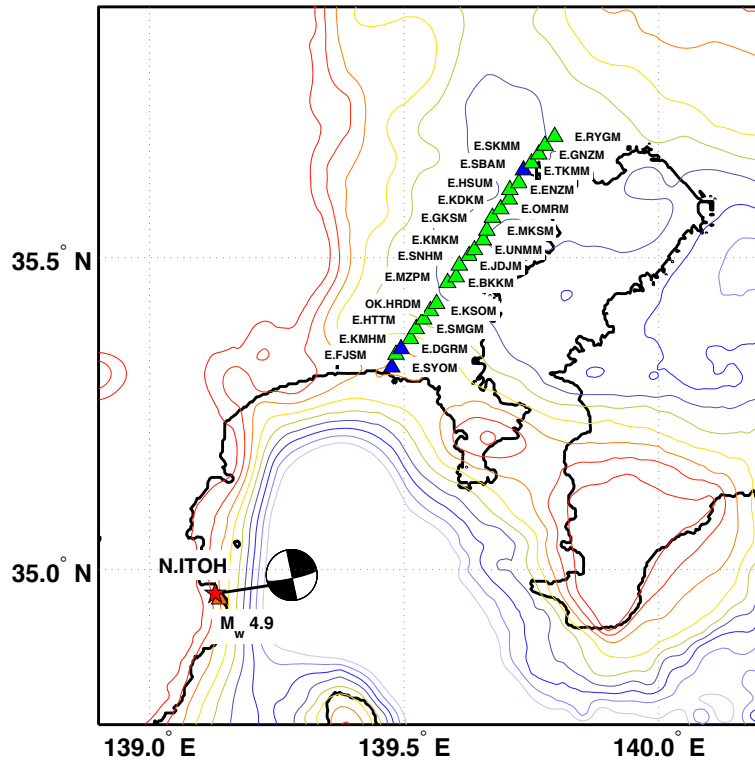 E.RYGM
E.SKMM
E.GNZM
E.SBAM
E.TKMM
E.HSUM
E.ENZM
E.KDKM
E.OMRM
E.GKSM
E.MKSM
E.KMKM
E.UNMM
E.SNHM
35.5° N
E.JDJM
E.MZPM
E.BKKM
OK.HRDM
E.KSOM
E.HTTM
E.SMGM
E.KMHM
E.DGRM
E.FJSM
E.SYOM
N.ITOH
35.0° N
Mw 4.9
139.0° E
139.5° E
140.0° E